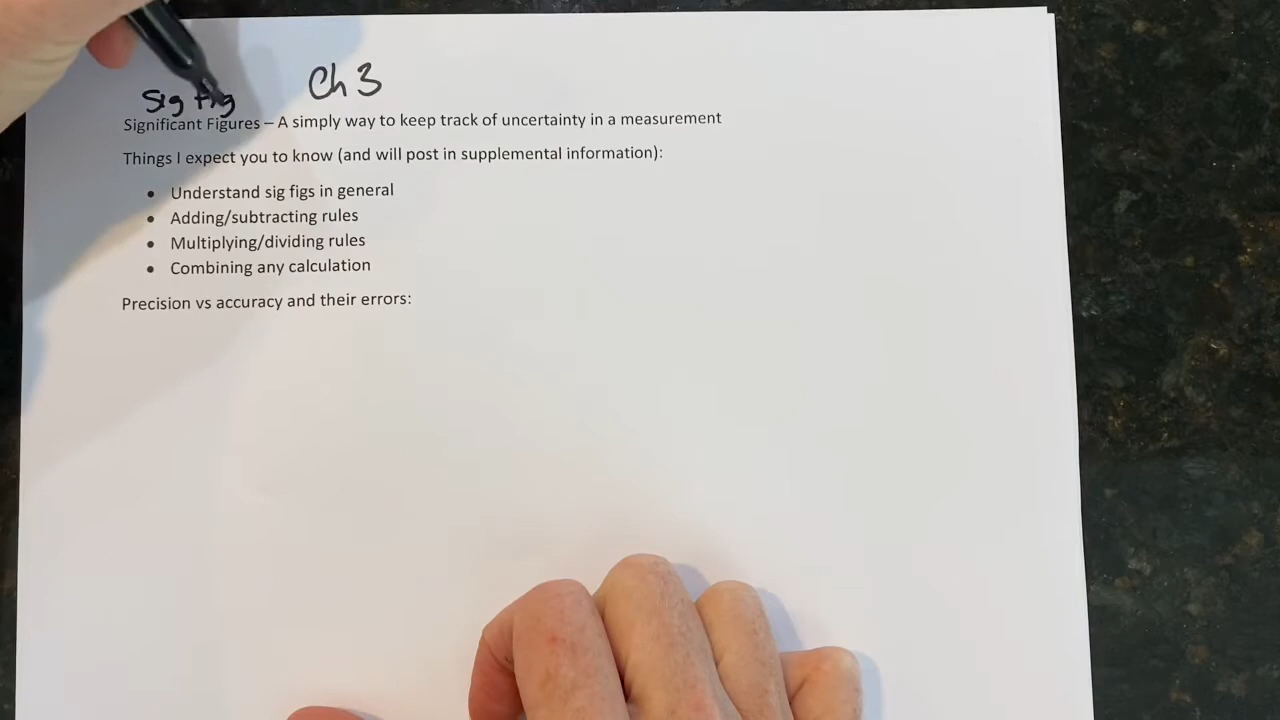 Ch 3
Sig Fig
Significant Figures – A simply way to keep track of uncertainty in a measurement
Things I expect you to know (and will post in supplemental information):
• Understand sig figs in general
• Adding/subtracting rules
• Multiplying/dividing rules
• Combining any calculation
Precision vs accuracy and their errors: